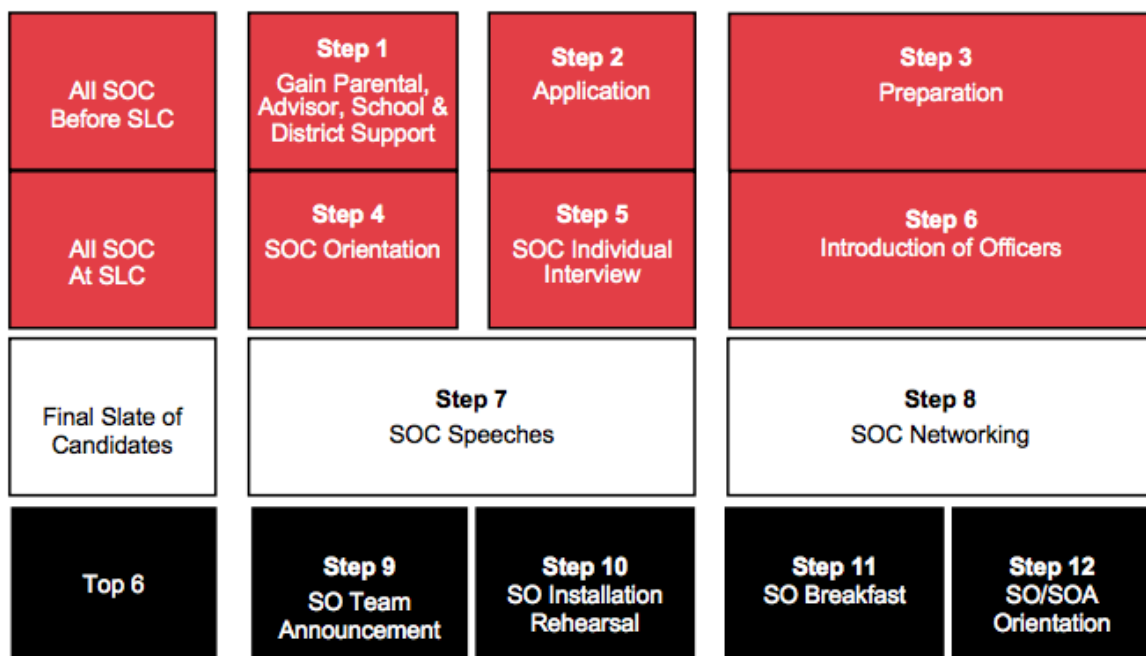 All SOC
Before SLC
Step 1
Gain Parental,
Advisor, School &
District Support
Step 2
Application
Step 3
Preparation
All SOC
At SLC
Step 4
SOC Orientation
Step 5
SOC Individual
Interview
Step 6
Introduction of Officers
Final Slate of
Candidates
Step 7
SOC Speeches
Step 8
SOC Networking
Top 6
Step 9
SO Team
Announcement
Step 10
SO Installation
Rehearsal
Step 11
SO Breakfast
Step 12
SO/SOA
Orientation